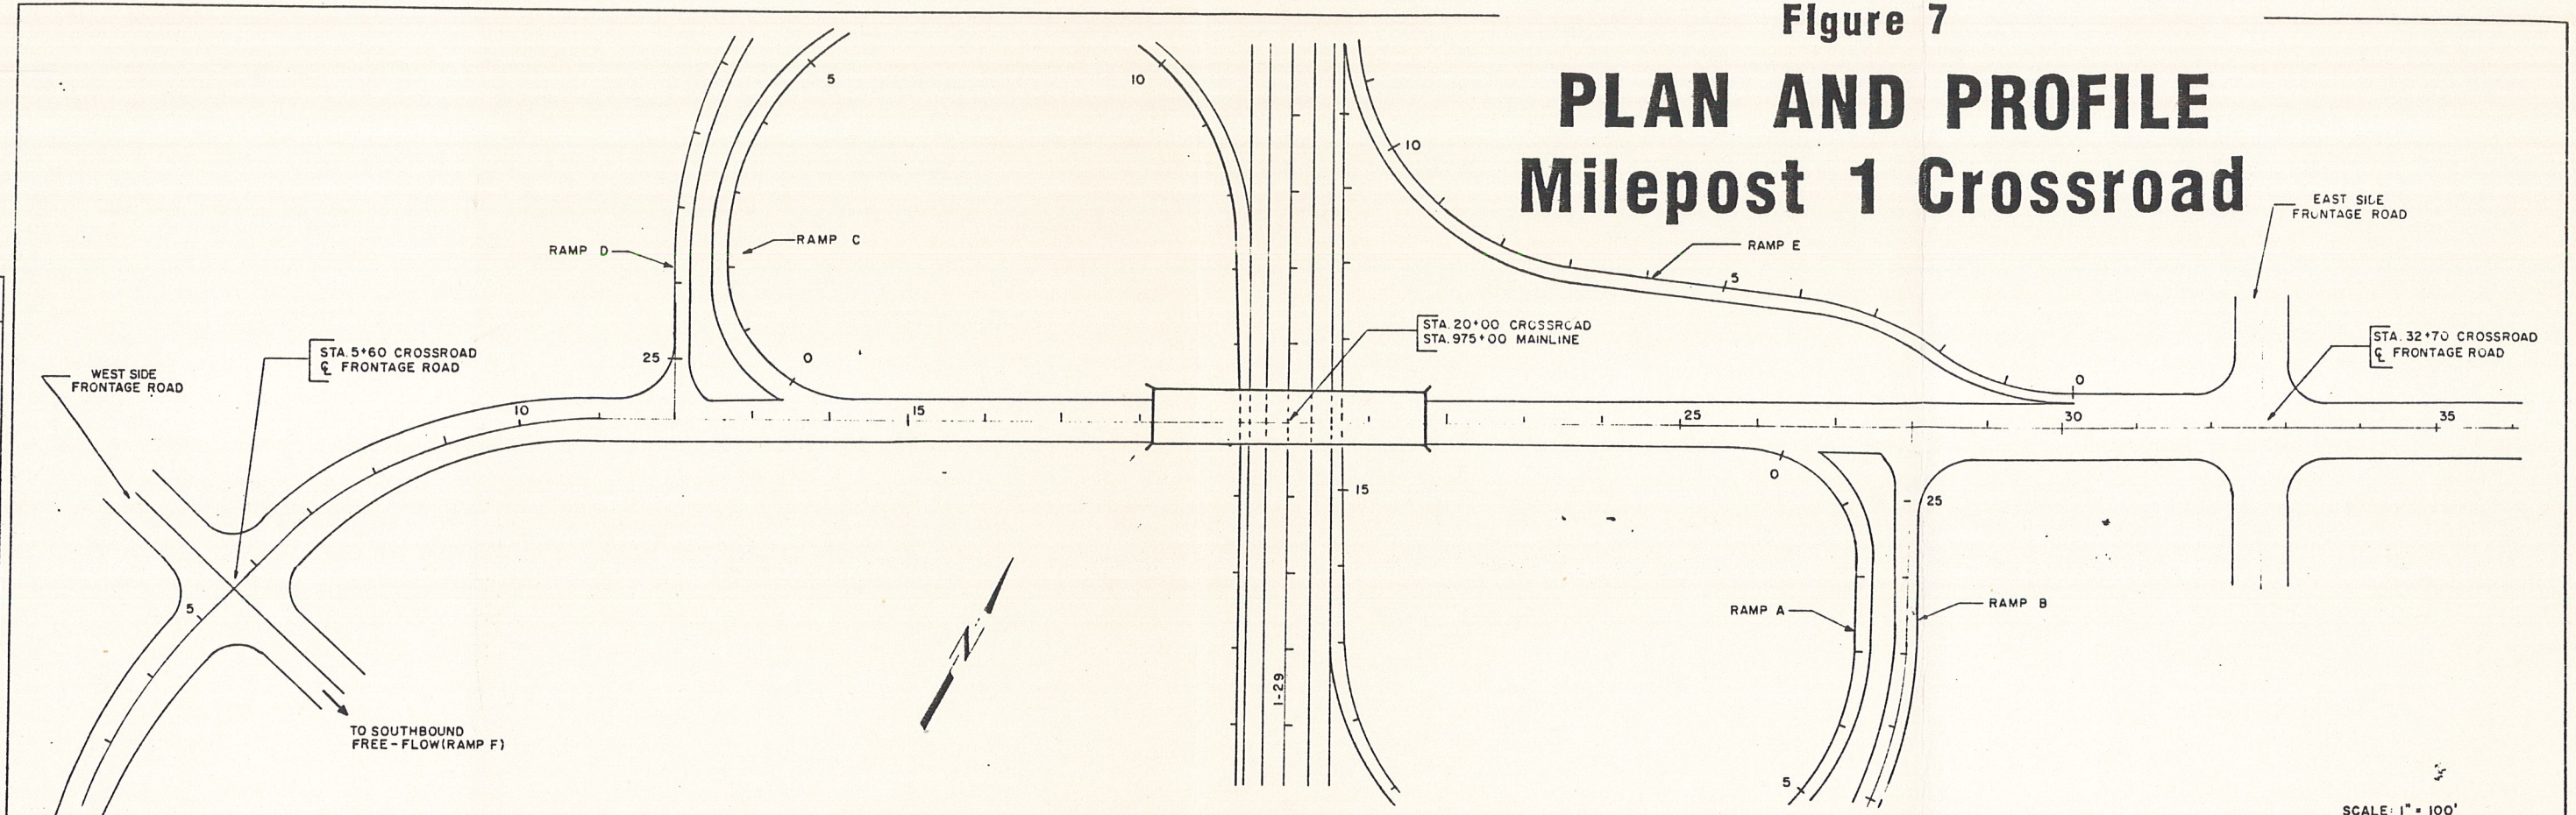 FIgure 7
PLAN AND PROFILE
Milepost 1 Crossroad
5
10
10
EAST SIDE
FRONTAGE ROAD
RAMP D
RAMP C
RAMP E
5
STA. 20+00 CROSSROAD
STA. 975+00 MAINLINE
STA. 5+60 CROSSROAD
℄ FRONTAGE ROAD
STA. 32+70 CROSSROAD
℄ FRONTAGE ROAD
WEST SIDE
FRONTAGE ROAD
25
0
0
10
15
25
30
35
0
15
25
N
5
RAMP A
RAMP B
I-29
TO SOUTHBOUND
FREE-FLOW(RAMP F)
5
SCALE: 1" = 100'